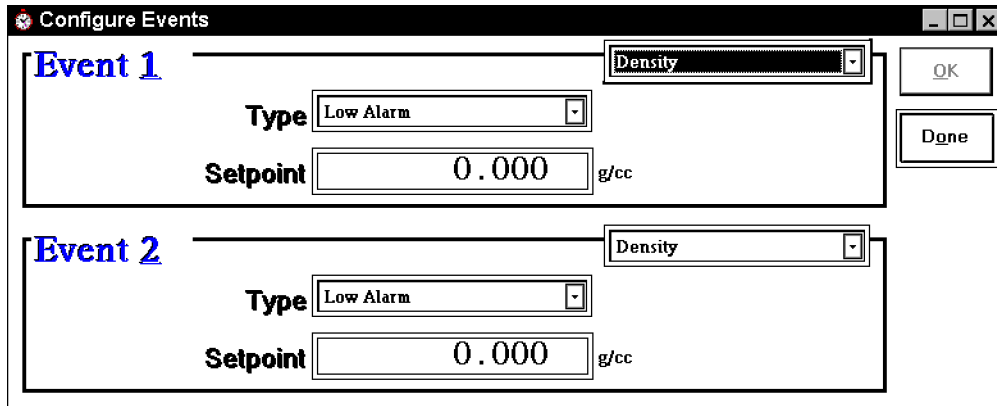 Configure Events
Event 1
Density
OK
Type
Low Alarm
Done
Setpoint
0.000
g/cc
Event 2
Density
Type
Low Alarm
Setpoint
0.000
g/cc